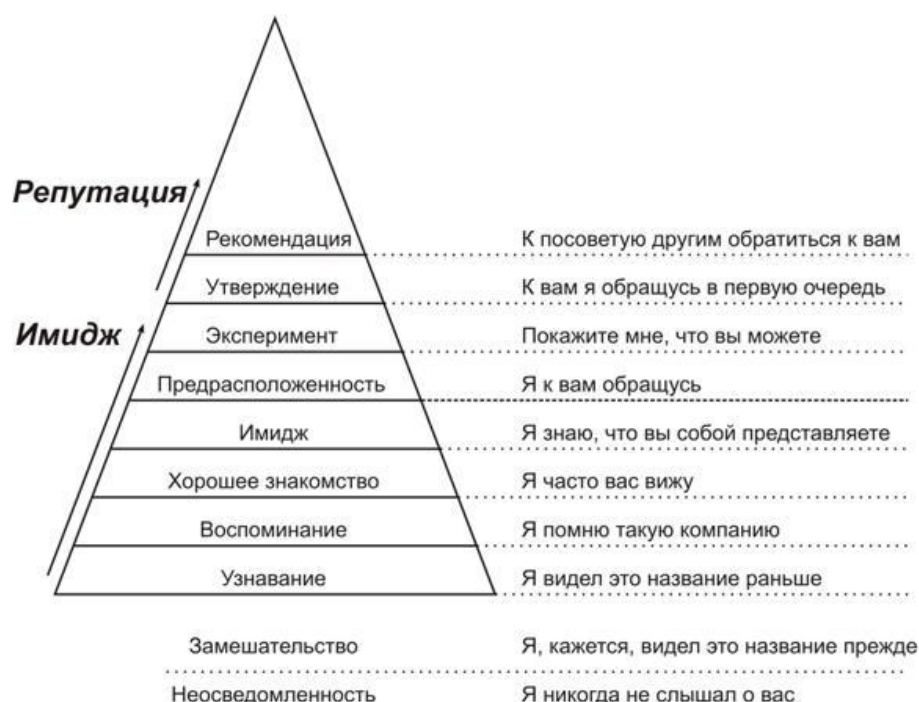 Репутация
Рекомендация К посоветую другим обратиться к вам
Утверждение К вам я обращусь в первую очередь
Имидж
Эксперимент Покажите мне, что вы можете
Предрасположенность Я к вам обращусь
Имидж Я знаю, что вы собой представляете
Хорошее знакомство Я часто вас вижу
Воспоминание Я помню такую компанию
Узнавание Я видел это название раньше
Замешательство Я, кажется, видел это название прежде
Неосведомленность Я никогда не слышал о вас